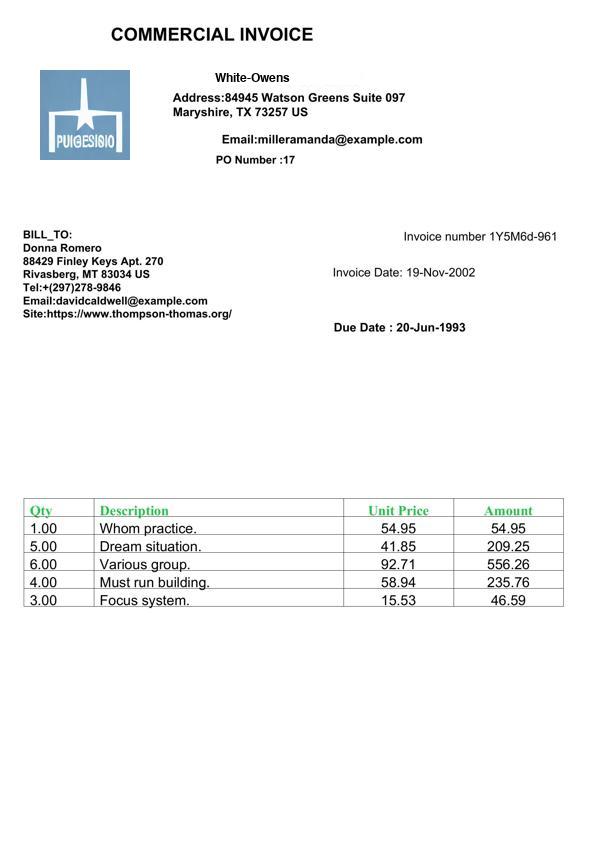 COMMERCIAL INVOICE
White-Owens
Address:84945 Watson Greens Suite 097
Maryshire, TX 73257 US
PUIGESISIO
Email:milleramanda@example.com
PO Number :17
BILL_TO:
Donna Romero
88429 Finley Keys Apt. 270
Rivasberg, MT 83034 US
Tel:+(297)278-9846
Email:davidcaldwell@example.com
Site:https://www.thompson-thomas.org/
Invoice number 1Y5M6d-961
Invoice Date: 19-Nov-2002
Due Date : 20-Jun-1993
Qty Description Unit Price Amount
1.00 Whom practice. 54.95 54.95
5.00 Dream situation. 41.85 209.25
6.00 Various group. 92.71 556.26
4.00 Must run building. 58.94 235.76
3.00 Focus system. 15.53 46.59